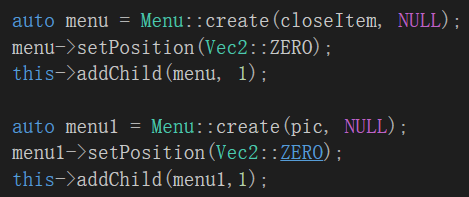 auto menu = Menu::create(closeItem, NULL);
menu->setPosition(Vec2::ZERO);
this->addChild(menu, 1);
auto menu1 = Menu::create(pic, NULL);
menu1->setPosition(Vec2::ZERO);
this->addChild(menu1,1);